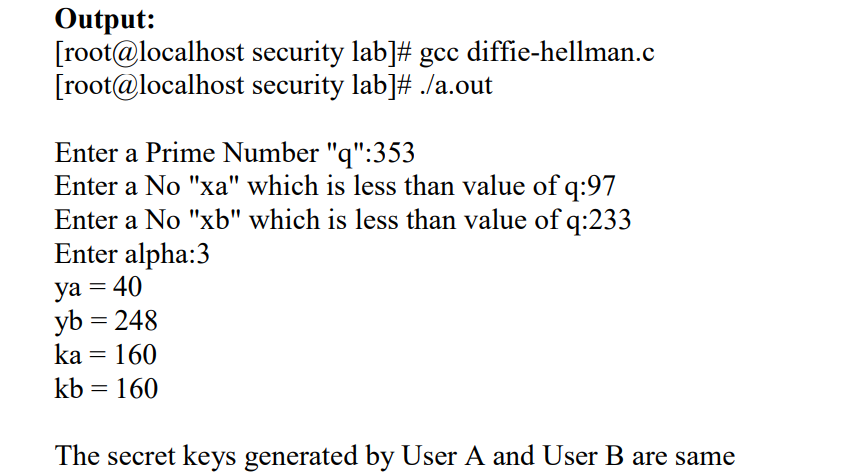 Output:
[root@localhost security lab]# gcc diffie-hellman.c
[root@localhost security lab]# ./a.out
Enter a Prime Number "q":353
Enter a No "xa" which is less than value of q:97
Enter a No "xb" which is less than value of q:233
Enter alpha:3
ya = 40
yb = 248
ka = 160
kb = 160
The secret keys generated by User A and User B are same